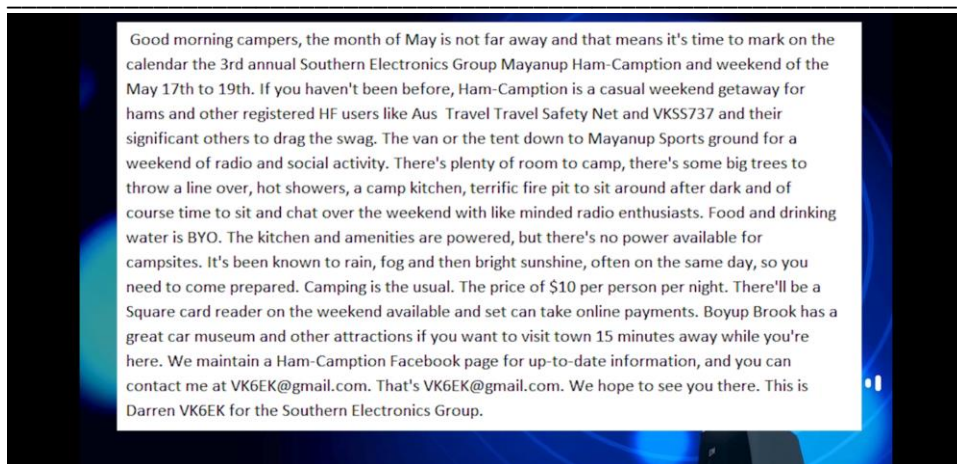 Good morning campers, the month of May is not far away and that means it's time to mark on the
calendar the 3rd annual Southern Electronics Group Mayanup Ham-Camption and weekend of the
May 17th to 19th. If you haven't been before, Ham-Camption is a casual weekend getaway for
hams and other registered HF users like Aus  Travel Travel Safety Net and VKSS737 and their
significant others to drag the swag. The van or the tent down to Mayanup Sports ground for a
weekend of radio and social activity. There's plenty of room to camp, there's some big trees to
throw a line over, hot showers, a camp kitchen, terrific fire pit to sit around after dark and of
course time to sit and chat over the weekend with like minded radio enthusiasts. Food and drinking
water is BYO. The kitchen and amenities are powered, but there's no power available for
campsites. It's been known to rain, fog and then bright sunshine, often on the same day, so you
need to come prepared. Camping is the usual. The price of $10 per person per night. There'll be a
Square card reader on the weekend available and set can take online payments. Boyup Brook has a
great car museum and other attractions if you want to visit town 15 minutes away while you're
here. We maintain a Ham-Camption Facebook page for up-to-date information, and you can
contact me at VK6EK@gmail.com. That's VK6EK@gmail.com. We hope to see you there. This is
Darren VK6EK for the Southern Electronics Group.